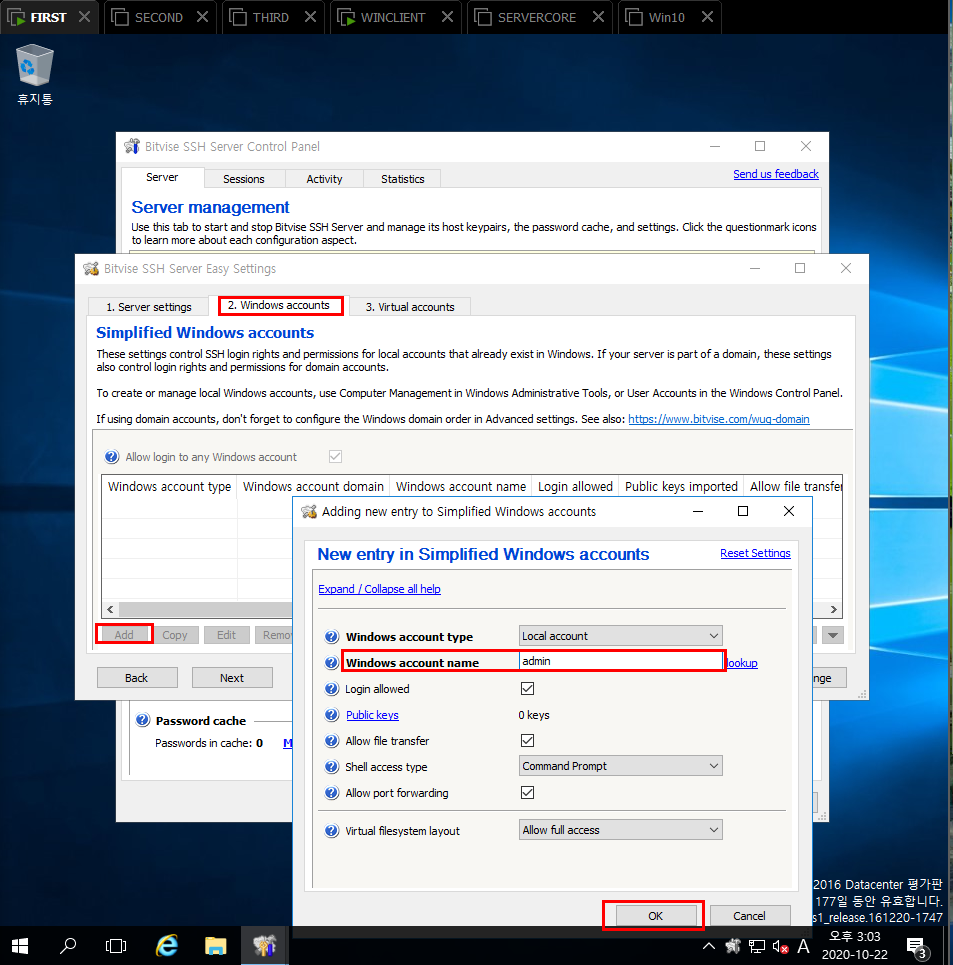 FIRST
SECOND
THIRD
WINCLIENT
SERVERCORE
Win10
휴지통
Bitvise SSH Server Control Panel
Server
Sessions
Activity
Statistics
Send us feedback
Server management
Use this tab to start and stop Bitvise SSH Server and manage its host keypairs, the password cache, and settings. Click the questionmark icons
to learn more about each configuration aspect.
Bitvise SSH Server Easy Settings
1. Server settings
2. Windows accounts
3. Virtual accounts
Simplified Windows accounts
These settings control SSH login rights and permissions for local accounts that already exist in Windows. If your server is part of a domain, these settings
also control login rights and permissions for domain accounts.
To create or manage local Windows accounts, use Computer Management in Windows Administrative Tools, or User Accounts in the Windows Control Panel.
If using domain accounts, don't forget to configure the Windows domain order in Advanced settings. See also: https://www.bitvise.com/wug-domain
Allow login to any Windows account
Windows account type Windows account domain Windows account name Login allowed Public keys imported Allow file transfer
Adding new entry to Simplified Windows accounts
New entry in Simplified Windows accounts
Reset Settings
Expand / Collapse all help
Windows account type Local account
Windows account name admin lookup
Login allowed
Public keys 0 keys
Allow file transfer
Shell access type Command Prompt
Allow port forwarding
Virtual filesystem layout Allow full access
OK
Cancel
Add
Copy
Edit
Remov
Back
Next
nge
Password cache
Passwords in cache: 0 M
2016 Datacenter 평가판
177일 동안 유효합니다.
s1_release.161220-1747
A
오후 3:03
2020-10-22
3